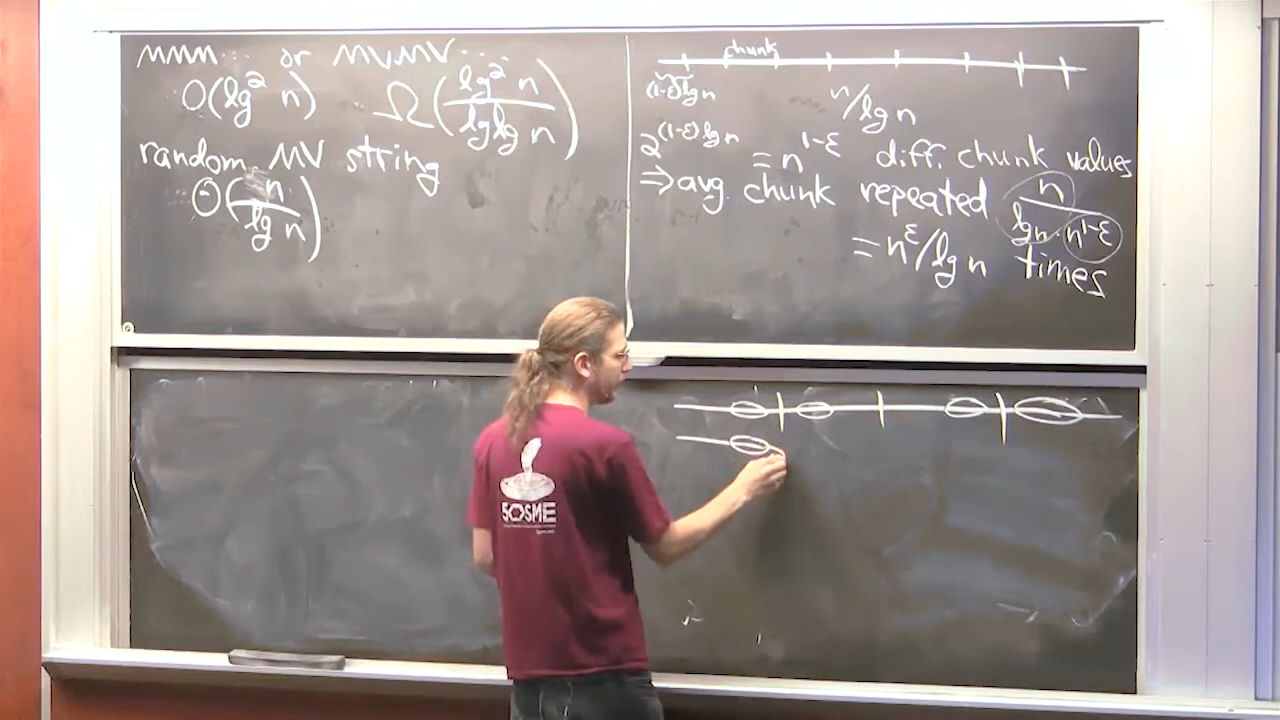 MMM... or MVMV...
O(lg² n) Ω(lg² n / lglg n)
random MV string
Θ(n / lg n)
chunk
(1-ε)lg n
n/lg n
2^(1-ε)lg n = n^1-ε diff. chunk values
⇒ avg. chunk repeated n / lg n · n^1-ε
= n^ε/lg n times
5OSME